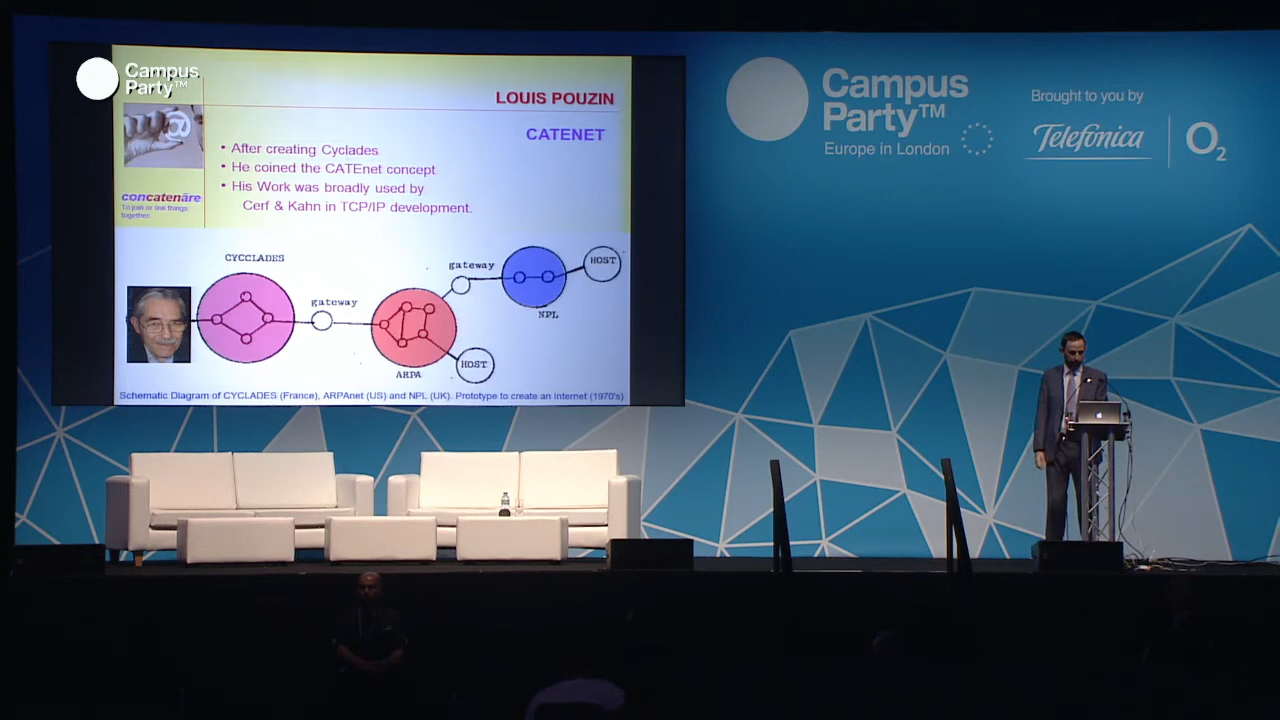 Campus
Party™
LOUIS POUZIN
CATENET
• After creating Cyclades
• He coined the CATEnet concept
• His Work was broadly used by
Cerf & Kahn in TCP/IP development.
concatenāre
To join or link things
together.
CYCCLADES
gateway
ARPA
HOST
gateway
NPL
HOST
Schematic Diagram of CYCLADES (France), ARPAnet (US) and NPL (UK). Prototype to create an Internet (1970's)
Campus
Party™
Europe in London
Brought to you by
Telefónica
O2